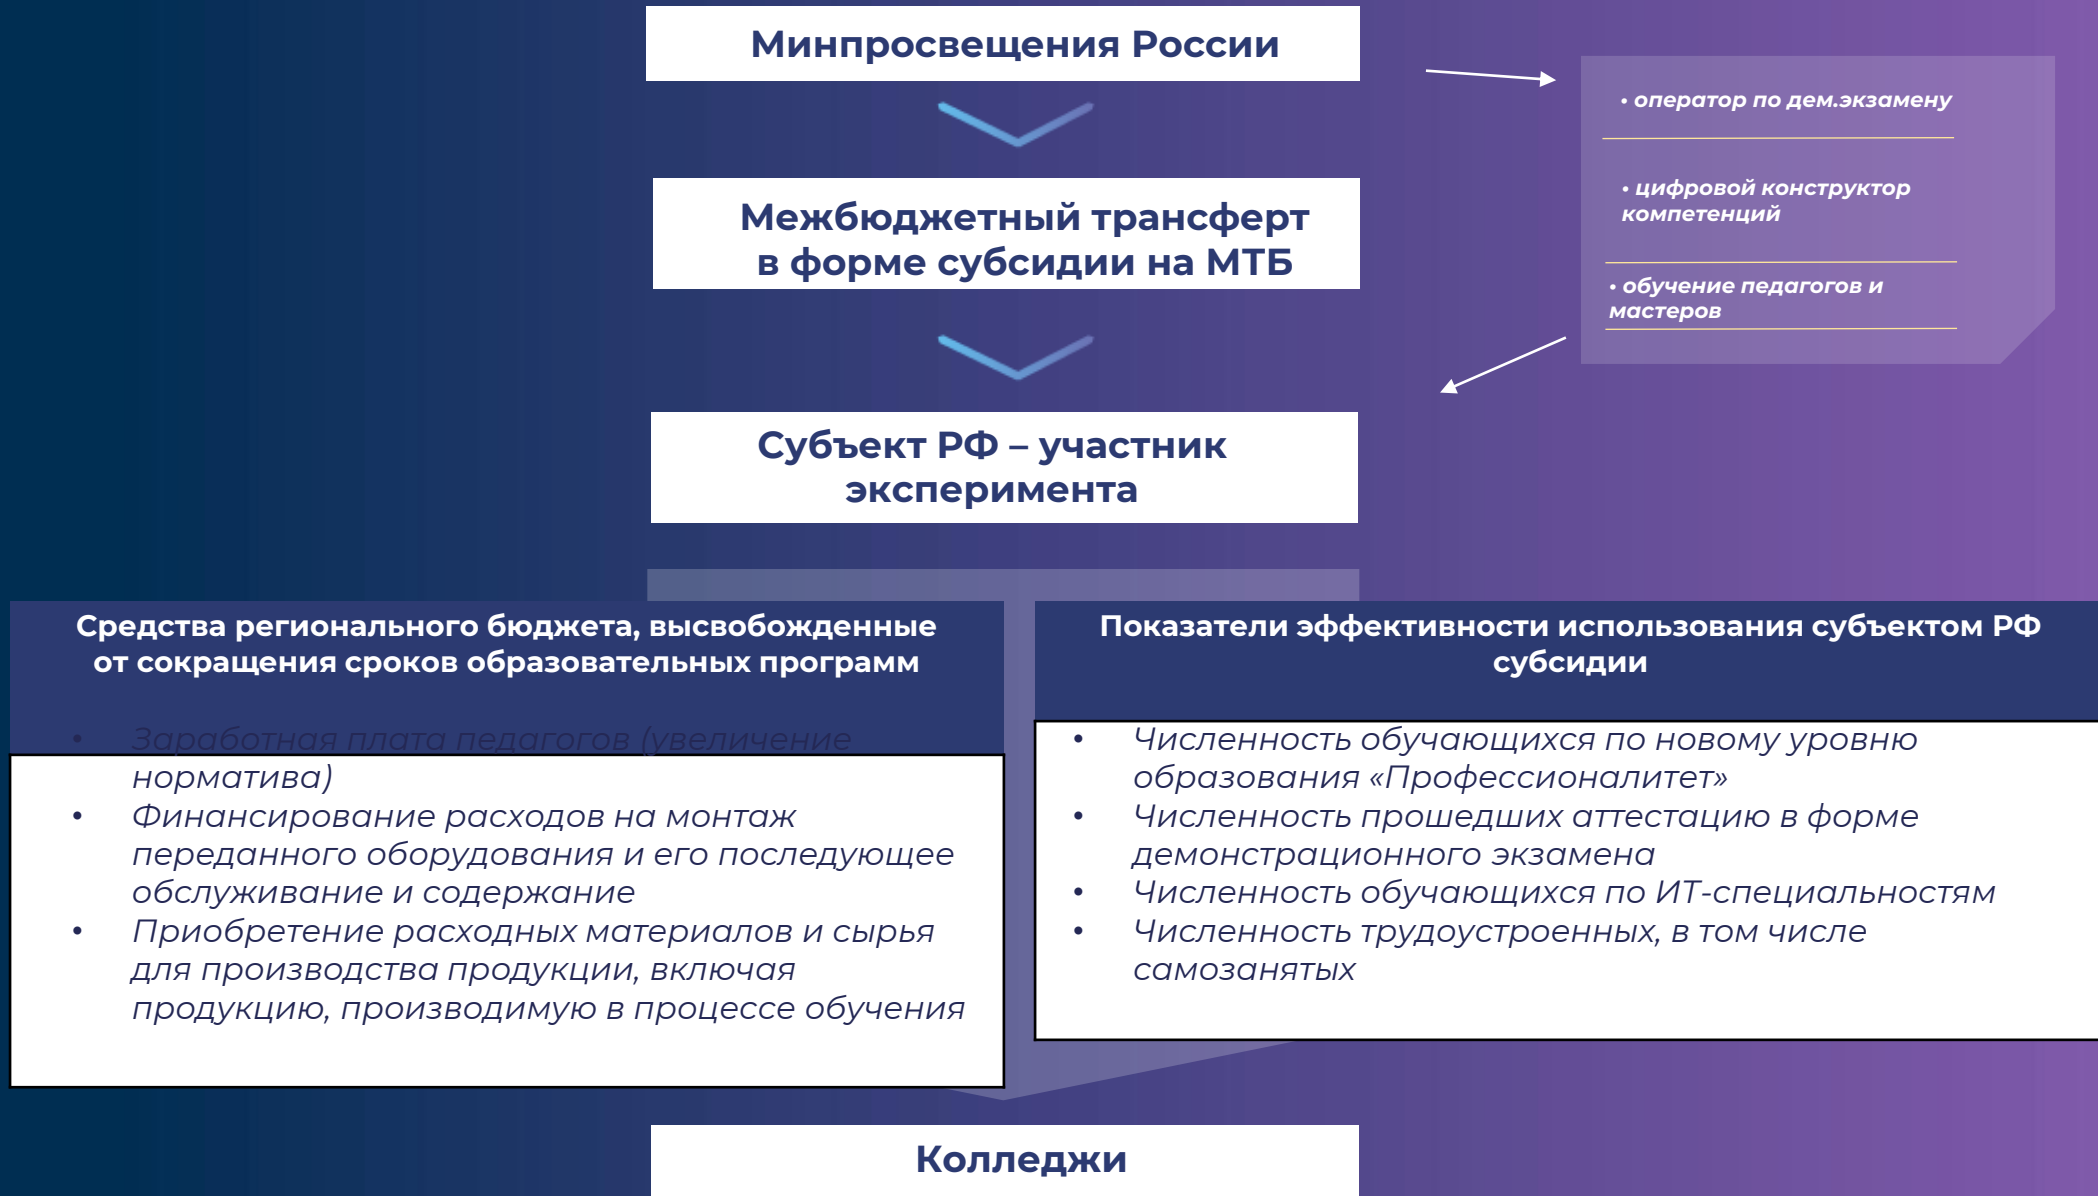 Минпросвещения России
• оператор по дем.экзамену
• цифровой конструктор
компетенций
• обучение педагогов и
мастеров
Межбюджетный трансферт
в форме субсидии на МТБ
Субъект РФ – участник
эксперимента
Средства регионального бюджета, высвобожденные
от сокращения сроков образовательных программ
• Заработная плата педагогов (увеличение
норматива)
• Финансирование расходов на монтаж
переданного оборудования и его последующее
обслуживание и содержание
• Приобретение расходных материалов и сырья
для производства продукции, включая
продукцию, производимую в процессе обучения
Показатели эффективности использования субъектом РФ
субсидии
• Численность обучающихся по новому уровню
образования «Профессионалитет»
• Численность прошедших аттестацию в форме
демонстрационного экзамена
• Численность обучающихся по ИТ-специальностям
• Численность трудоустроенных, в том числе
самозанятых
Колледжи